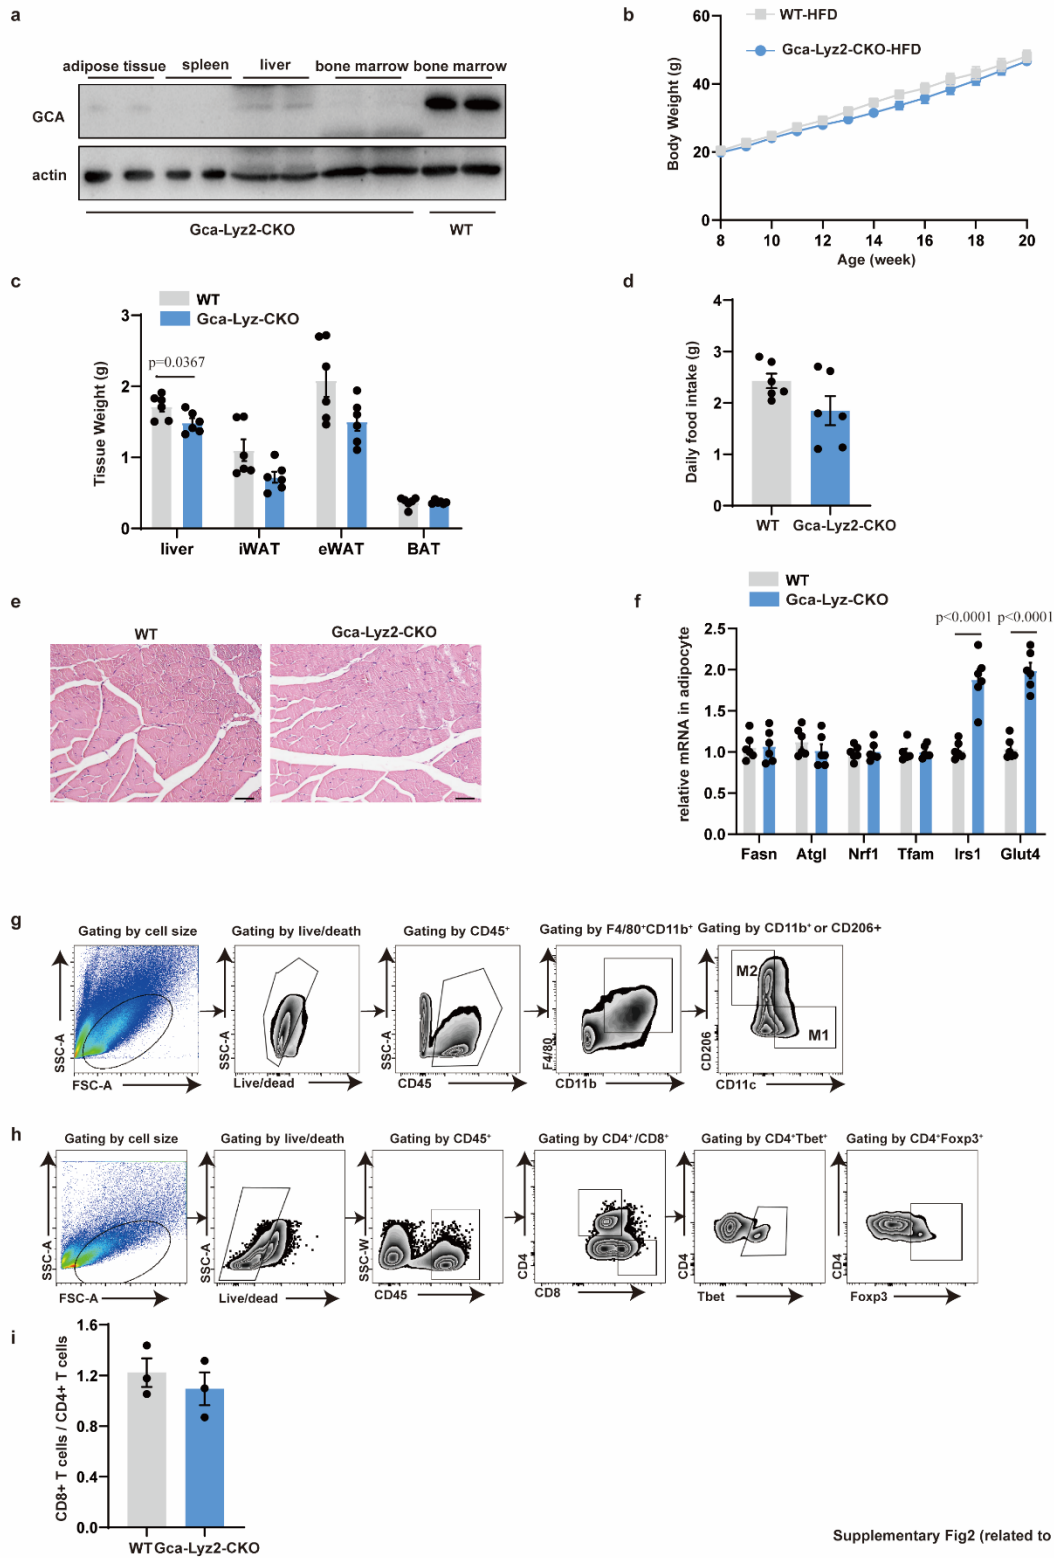 a
adipose tissue spleen liver bone marrow bone marrow
GCA
actin
Gca-Lyz2-CKO WT
b
WT-HFD
Gca-Lyz2-CKO-HFD
Body Weight (g)
60
40
20
0
8 10 12 14 16 18 20
Age (week)
c
WT
Gca-Lyz-CKO
Tissue Weight (g)
3
2
1
0
p=0.0367
liver iWAT eWAT BAT
d
Daily food intake (g)
4
3
2
1
0
WT Gca-Lyz2-CKO
e
WT Gca-Lyz2-CKO
f
WT
Gca-Lyz-CKO
p<0.0001 p<0.0001
relative mRNA in adipocyte
2.5
2.0
1.5
1.0
0.5
0.0
Fasn Atgl Nrf1 Tfam Irs1 Glut4
g
Gating by cell size Gating by live/death Gating by CD45⁺ Gating by F4/80⁺CD11b⁺ Gating by CD11b⁺ or CD206+
SSC-A SSC-A SSC-A F4/80 CD206
M2
M1
FSC-A Live/dead CD45 CD11b CD11c
h
Gating by cell size Gating by live/death Gating by CD45⁺ Gating by CD4⁺/CD8⁺ Gating by CD4⁺Tbet⁺ Gating by CD4⁺Foxp3⁺
SSC-A SSC-A SSC-W CD4 CD4 CD4
FSC-A Live/dead CD45 CD8 Tbet Foxp3
i
CD8+ T cells / CD4+ T cells
1.6
1.2
0.8
0.4
0.0
WT Gca-Lyz2-CKO
Supplementary Fig2 (related to